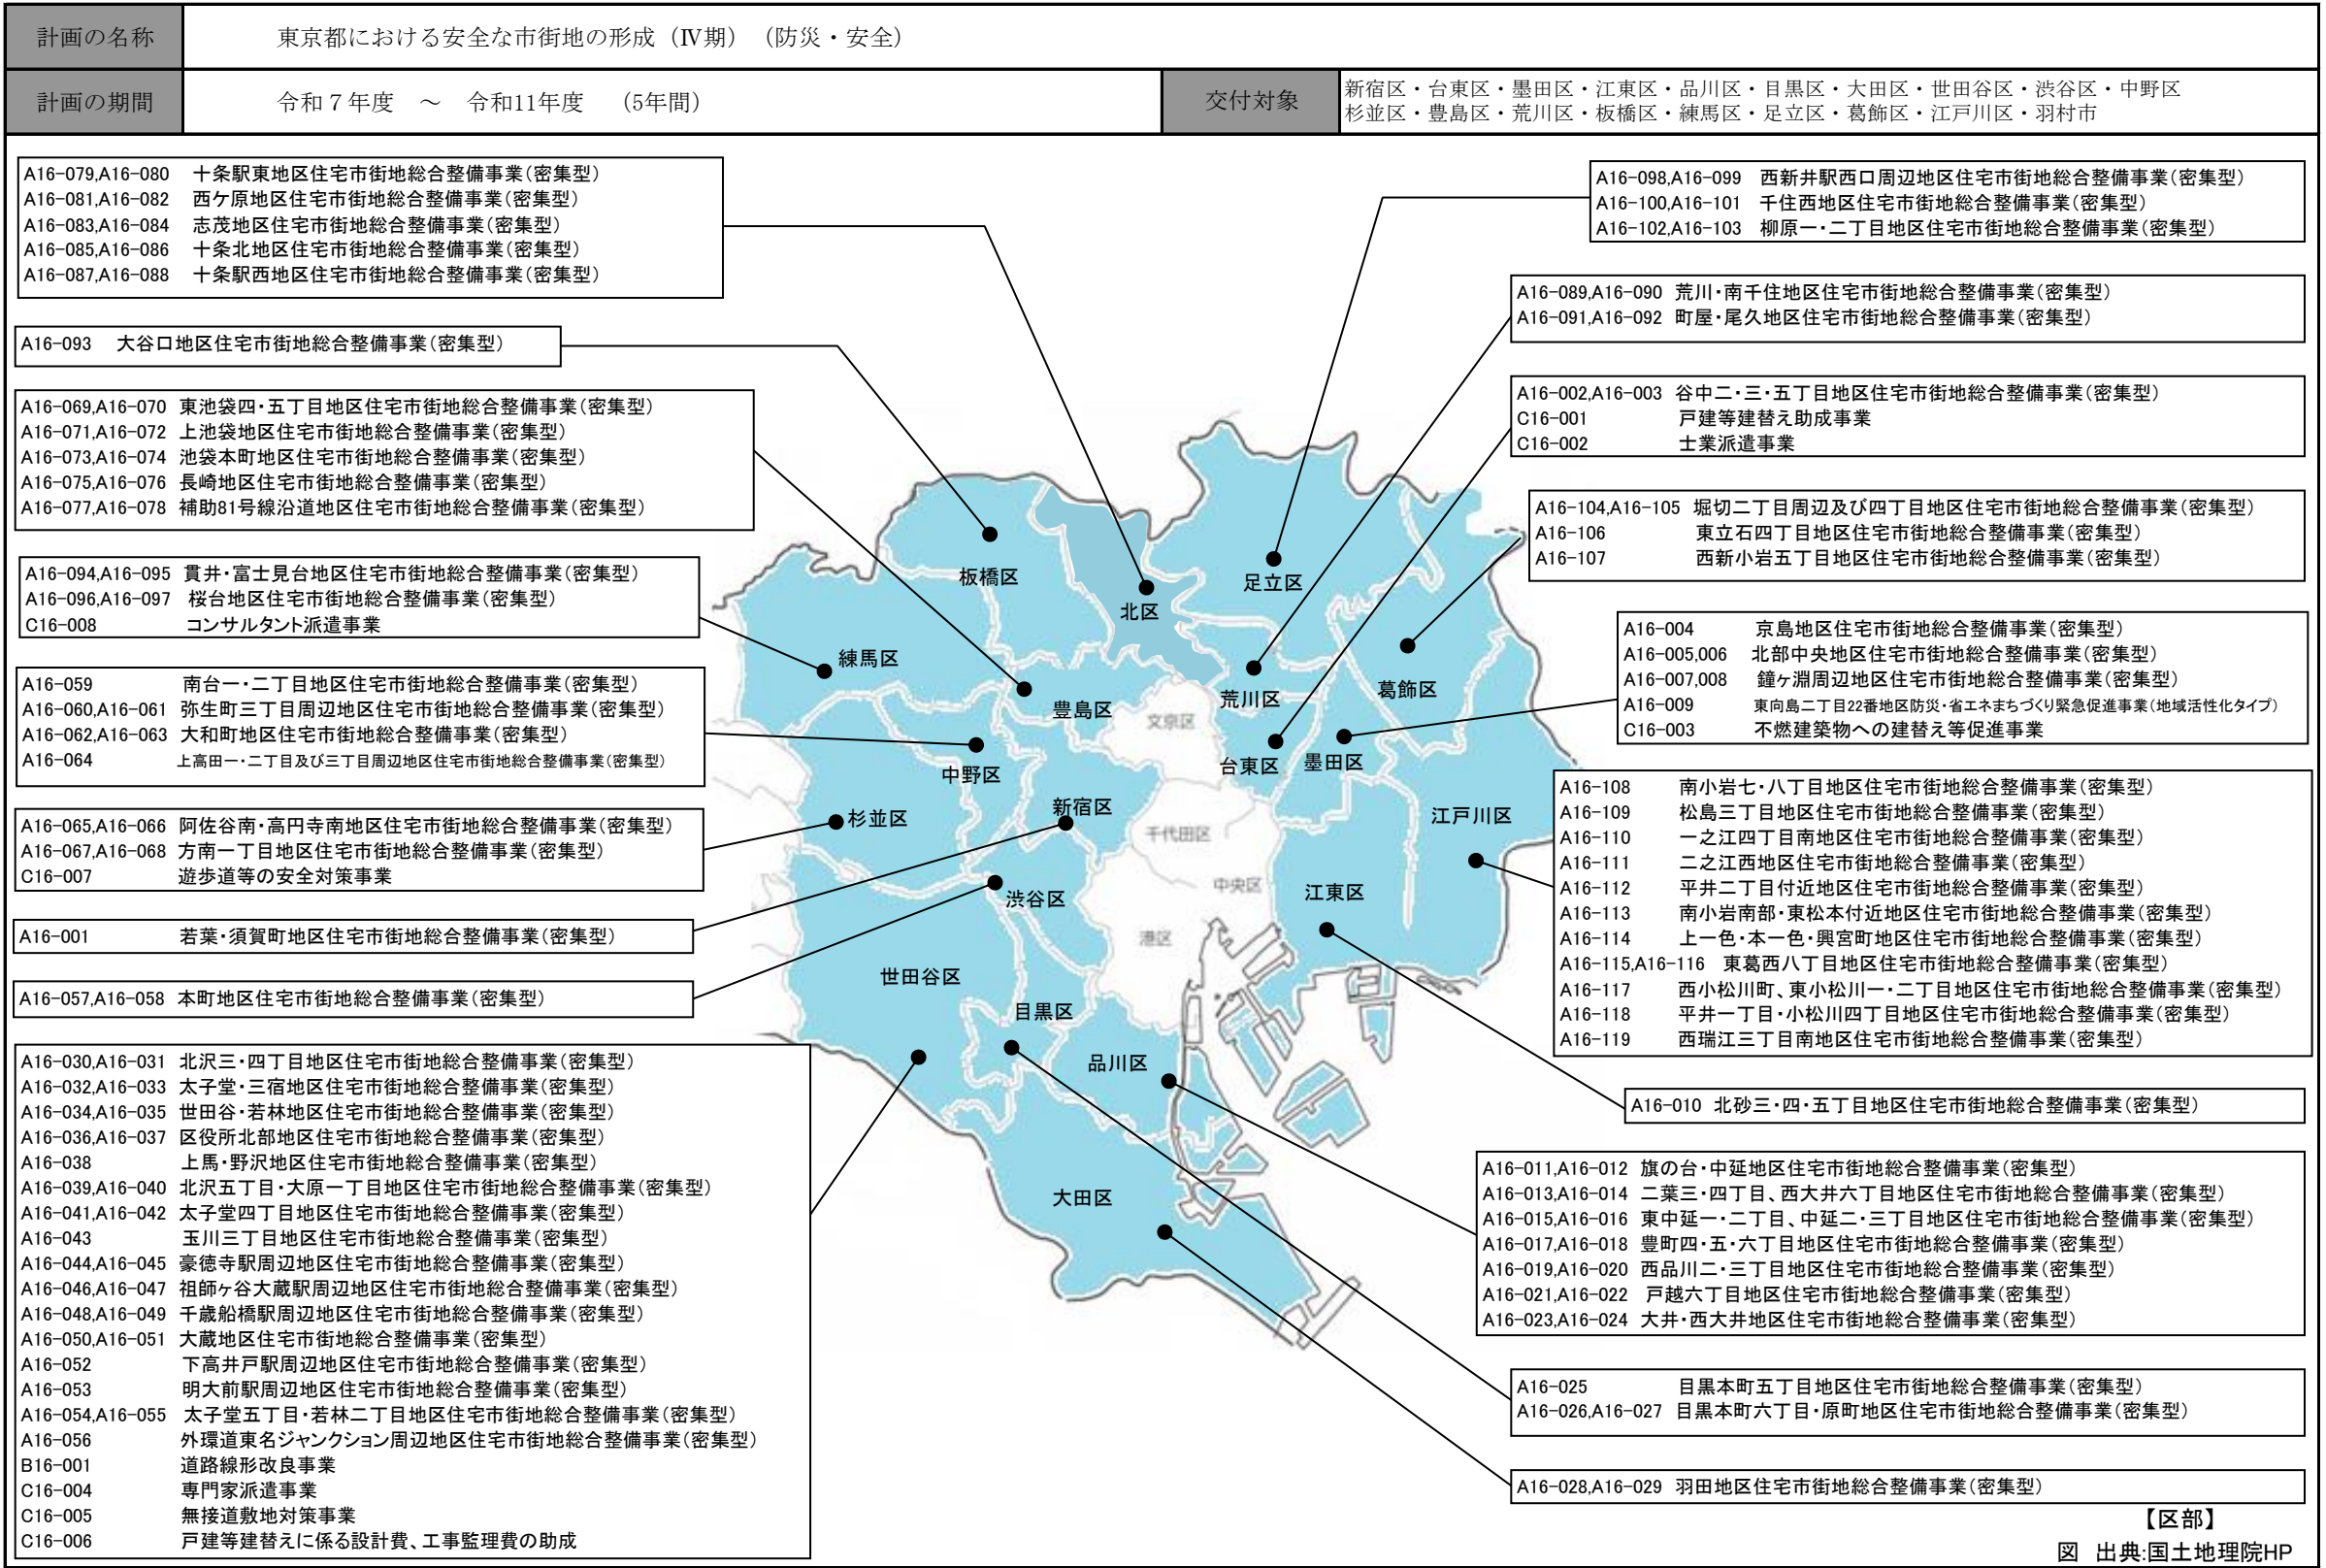 計画の名称
東京都における安全な市街地の形成（Ⅳ期）（防災・安全）
計画の期間
令和７年度　～　令和11年度　（5年間）
交付対象
新宿区・台東区・墨田区・江東区・品川区・目黒区・大田区・世田谷区・渋谷区・中野区
杉並区・豊島区・荒川区・板橋区・練馬区・足立区・葛飾区・江戸川区・羽村市
A16-079,A16-080　十条駅東地区住宅市街地総合整備事業（密集型）
A16-081,A16-082　西ケ原地区住宅市街地総合整備事業（密集型）
A16-083,A16-084　志茂地区住宅市街地総合整備事業（密集型）
A16-085,A16-086　十条北地区住宅市街地総合整備事業（密集型）
A16-087,A16-088　十条駅西地区住宅市街地総合整備事業（密集型）
A16-093　大谷口地区住宅市街地総合整備事業（密集型）
A16-069,A16-070 東池袋四・五丁目地区住宅市街地総合整備事業（密集型）
A16-071,A16-072 上池袋地区住宅市街地総合整備事業（密集型）
A16-073,A16-074 池袋本町地区住宅市街地総合整備事業（密集型）
A16-075,A16-076 長崎地区住宅市街地総合整備事業（密集型）
A16-077,A16-078 補助81号線沿道地区住宅市街地総合整備事業（密集型）
A16-094,A16-095 貫井・富士見台地区住宅市街地総合整備事業（密集型）
A16-096,A16-097 桜台地区住宅市街地総合整備事業（密集型）
C16-008　コンサルタント派遣事業
A16-059　南台一・二丁目地区住宅市街地総合整備事業（密集型）
A16-060,A16-061 弥生町三丁目周辺地区住宅市街地総合整備事業（密集型）
A16-062,A16-063 大和町地区住宅市街地総合整備事業（密集型）
A16-064　上高田一・二丁目及び三丁目周辺地区住宅市街地総合整備事業（密集型）
A16-065,A16-066 阿佐谷南・高円寺南地区住宅市街地総合整備事業（密集型）
A16-067,A16-068 方南一丁目地区住宅市街地総合整備事業（密集型）
C16-007　遊歩道等の安全対策事業
A16-001　若葉・須賀町地区住宅市街地総合整備事業（密集型）
A16-057,A16-058 本町地区住宅市街地総合整備事業（密集型）
A16-030,A16-031 北沢三・四丁目地区住宅市街地総合整備事業（密集型）
A16-032,A16-033 太子堂・三宿地区住宅市街地総合整備事業（密集型）
A16-034,A16-035 世田谷・若林地区住宅市街地総合整備事業（密集型）
A16-036,A16-037 区役所北部地区住宅市街地総合整備事業（密集型）
A16-038　上馬・野沢地区住宅市街地総合整備事業（密集型）
A16-039,A16-040 北沢五丁目・大原一丁目地区住宅市街地総合整備事業（密集型）
A16-041,A16-042 太子堂四丁目地区住宅市街地総合整備事業（密集型）
A16-043　玉川三丁目地区住宅市街地総合整備事業（密集型）
A16-044,A16-045 豪徳寺駅周辺地区住宅市街地総合整備事業（密集型）
A16-046,A16-047 祖師ヶ谷大蔵駅周辺地区住宅市街地総合整備事業（密集型）
A16-048,A16-049 千歳船橋駅周辺地区住宅市街地総合整備事業（密集型）
A16-050,A16-051 大蔵地区住宅市街地総合整備事業（密集型）
A16-052　下高井戸駅周辺地区住宅市街地総合整備事業（密集型）
A16-053　明大前駅周辺地区住宅市街地総合整備事業（密集型）
A16-054,A16-055 太子堂五丁目・若林二丁目地区住宅市街地総合整備事業（密集型）
A16-056　外環道東名ジャンクション周辺地区住宅市街地総合整備事業（密集型）
B16-001　道路線形改良事業
C16-004　専門家派遣事業
C16-005　無接道敷地対策事業
C16-006　戸建等建替えに係る設計費、工事監理費の助成
板橋区
北区
足立区
練馬区
豊島区
文京区
荒川区
葛飾区
中野区
台東区
墨田区
杉並区
新宿区
千代田区
江戸川区
渋谷区
中央区
江東区
港区
世田谷区
目黒区
品川区
大田区
A16-098,A16-099　西新井駅西口周辺地区住宅市街地総合整備事業（密集型）
A16-100,A16-101　千住西地区住宅市街地総合整備事業（密集型）
A16-102,A16-103　柳原一・二丁目地区住宅市街地総合整備事業（密集型）
A16-089,A16-090 荒川・南千住地区住宅市街地総合整備事業（密集型）
A16-091,A16-092 町屋・尾久地区住宅市街地総合整備事業（密集型）
A16-002,A16-003 谷中二・三・五丁目地区住宅市街地総合整備事業（密集型）
C16-001　戸建等建替え助成事業
C16-002　士業派遣事業
A16-104,A16-105 堀切二丁目周辺及び四丁目地区住宅市街地総合整備事業（密集型）
A16-106　東立石四丁目地区住宅市街地総合整備事業（密集型）
A16-107　西新小岩五丁目地区住宅市街地総合整備事業（密集型）
A16-004　京島地区住宅市街地総合整備事業（密集型）
A16-005,006　北部中央地区住宅市街地総合整備事業（密集型）
A16-007,008　鐘ヶ淵周辺地区住宅市街地総合整備事業（密集型）
A16-009　東向島二丁目22番地区防災・省エネまちづくり緊急促進事業（地域活性化タイプ）
C16-003　不燃建築物への建替え等促進事業
A16-108　南小岩七・八丁目地区住宅市街地総合整備事業（密集型）
A16-109　松島三丁目地区住宅市街地総合整備事業（密集型）
A16-110　一之江四丁目南地区住宅市街地総合整備事業（密集型）
A16-111　二之江西地区住宅市街地総合整備事業（密集型）
A16-112　平井二丁目付近地区住宅市街地総合整備事業（密集型）
A16-113　南小岩南部・東松本付近地区住宅市街地総合整備事業（密集型）
A16-114　上一色・本一色・興宮町地区住宅市街地総合整備事業（密集型）
A16-115,A16-116　東葛西八丁目地区住宅市街地総合整備事業（密集型）
A16-117　西小松川町、東小松川一・二丁目地区住宅市街地総合整備事業（密集型）
A16-118　平井一丁目・小松川四丁目地区住宅市街地総合整備事業（密集型）
A16-119　西瑞江三丁目南地区住宅市街地総合整備事業（密集型）
A16-010 北砂三・四・五丁目地区住宅市街地総合整備事業（密集型）
A16-011,A16-012 旗の台・中延地区住宅市街地総合整備事業（密集型）
A16-013,A16-014 二葉三・四丁目、西大井六丁目地区住宅市街地総合整備事業（密集型）
A16-015,A16-016 東中延一・二丁目、中延二・三丁目地区住宅市街地総合整備事業（密集型）
A16-017,A16-018 豊町四・五・六丁目地区住宅市街地総合整備事業（密集型）
A16-019,A16-020 西品川二・三丁目地区住宅市街地総合整備事業（密集型）
A16-021,A16-022 戸越六丁目地区住宅市街地総合整備事業（密集型）
A16-023,A16-024 大井・西大井地区住宅市街地総合整備事業（密集型）
A16-025　目黒本町五丁目地区住宅市街地総合整備事業（密集型）
A16-026,A16-027 目黒本町六丁目・原町地区住宅市街地総合整備事業（密集型）
A16-028,A16-029 羽田地区住宅市街地総合整備事業（密集型）
【区部】
図　出典:国土地理院HP